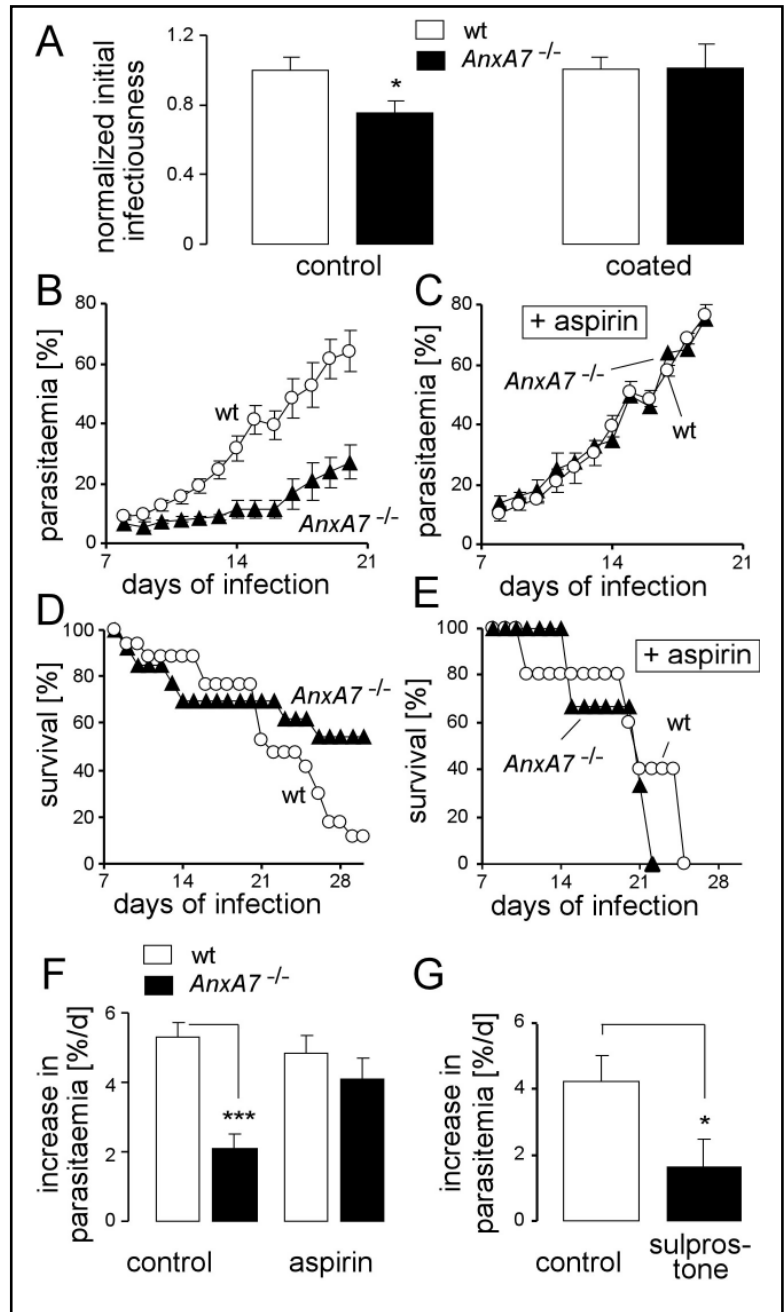 A
wt
AnxA7 -/-
normalized initial
infectiousness
1.2
0.8
0.4
0
*
control
coated
B
parasitaemia [%]
80
60
40
20
0
wt
AnxA7 -/-
7
14
21
days of infection
C
+ aspirin
parasitaemia [%]
80
60
40
20
0
AnxA7 -/-
wt
7
14
21
days of infection
D
survival [%]
100
80
60
40
20
0
AnxA7 -/-
wt
7
14
21
28
days of infection
E
+ aspirin
survival [%]
100
80
60
40
20
0
AnxA7 -/-
wt
7
14
21
28
days of infection
F
wt
AnxA7 -/-
increase in
parasitaemia [%/d]
6
4
2
0
***
control
aspirin
G
increase in
parasitemia [%/d]
6
4
2
0
*
control
sulpros-
tone